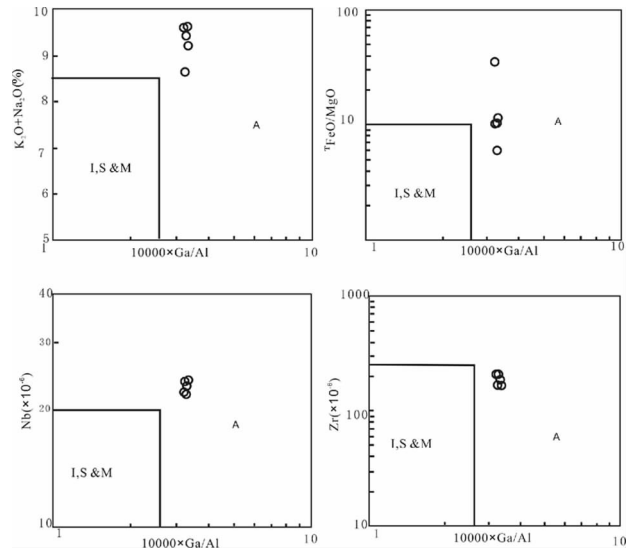 10
9
8
7
6
5
K₂O+Na₂O(%)
I,S &M
A
1
10000×Ga/Al
10
100
10
1
ᵀFeO/MgO
I,S &M
A
1
10000×Ga/Al
10
40
30
20
10
Nb(×10⁻⁶)
I,S &M
A
1
10000×Ga/Al
10
1000
100
10
Zr(×10⁻⁶)
I,S &M
A
1
10000×Ga/Al
10